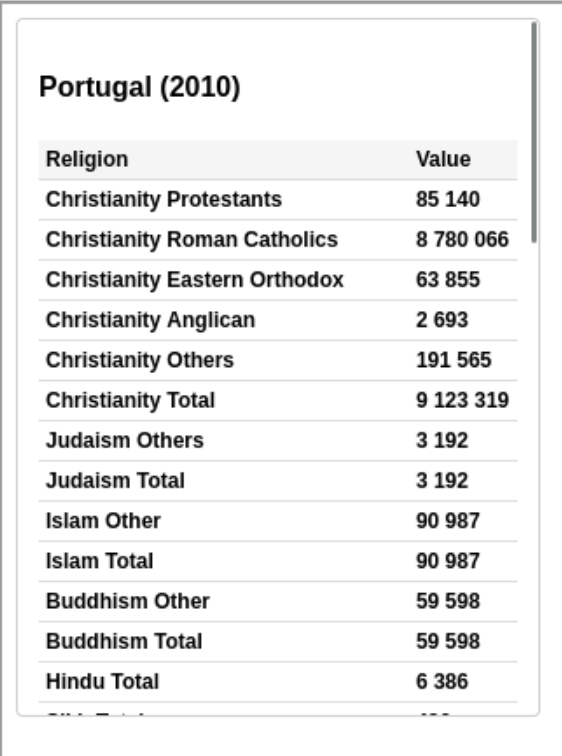 Portugal (2010)
Religion Value
Christianity Protestants 85 140
Christianity Roman Catholics 8 780 066
Christianity Eastern Orthodox 63 855
Christianity Anglican 2 693
Christianity Others 191 565
Christianity Total 9 123 319
Judaism Others 3 192
Judaism Total 3 192
Islam Other 90 987
Islam Total 90 987
Buddhism Other 59 598
Buddhism Total 59 598
Hindu Total 6 386